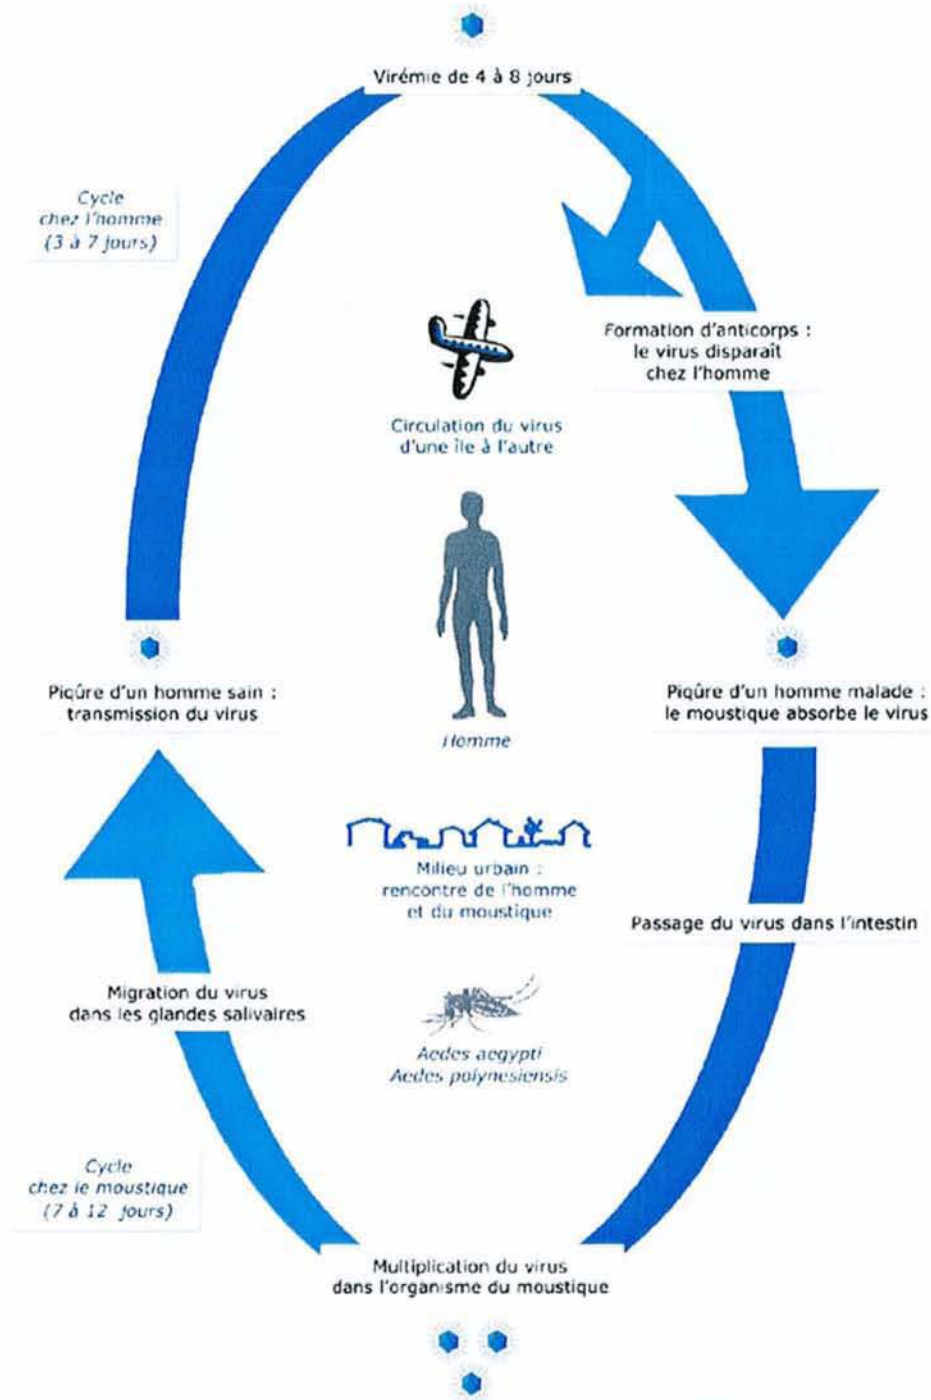 Virémie de 4 à 8 jours
Cycle
chez l'homme
(3 à 7 jours)
Formation d'anticorps :
le virus disparaît
chez l'homme
Circulation du virus
d'une île à l'autre
Piqûre d'un homme sain :
transmission du virus
Homme
Piqûre d'un homme malade :
le moustique absorbe le virus
Milieu urbain :
rencontre de l'homme
et du moustique
Passage du virus dans l'intestin
Migration du virus
dans les glandes salivaires
Aedes aegypti
Aedes polynesiensis
Cycle
chez le moustique
(7 à 12 jours)
Multiplication du virus
dans l'organisme du moustique